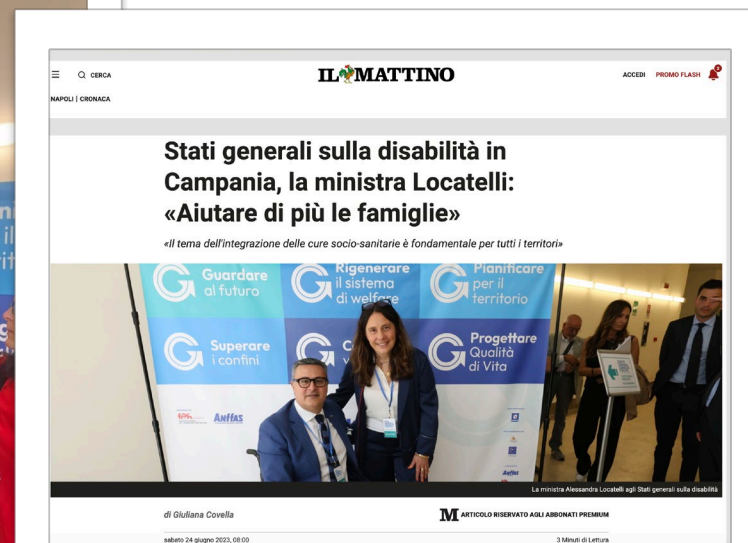 CERCA
IL MATTINO
ACCEDI PROMO FLASH 2
NAPOLI | CRONACA
Stati generali sulla disabilità in
Campania, la ministra Locatelli:
«Aiutare di più le famiglie»
«Il tema dell'integrazione delle cure socio-sanitarie è fondamentale per tutti i territori»
Guardare
al futuro
Rigenerare
il sistema
di welfare
Pianificare
per il
territorio
Superare
i confini
Progettare
Qualità
di Vita
Anffas
Anffas
La ministra Alessandra Locatelli agli Stati generali sulla disabilità
di Giuliana Covella
M ARTICOLO RISERVATO AGLI ABBONATI PREMIUM
sabato 24 giugno 2023, 08:00
3 Minuti di Lettura